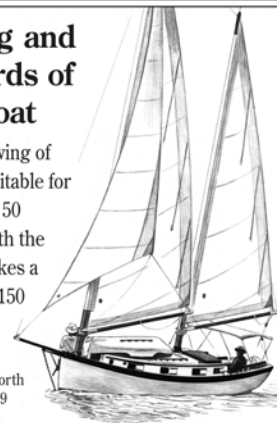 g and
rds of
oat
wing of
itable for
50
th the
kes a
150
orth
9